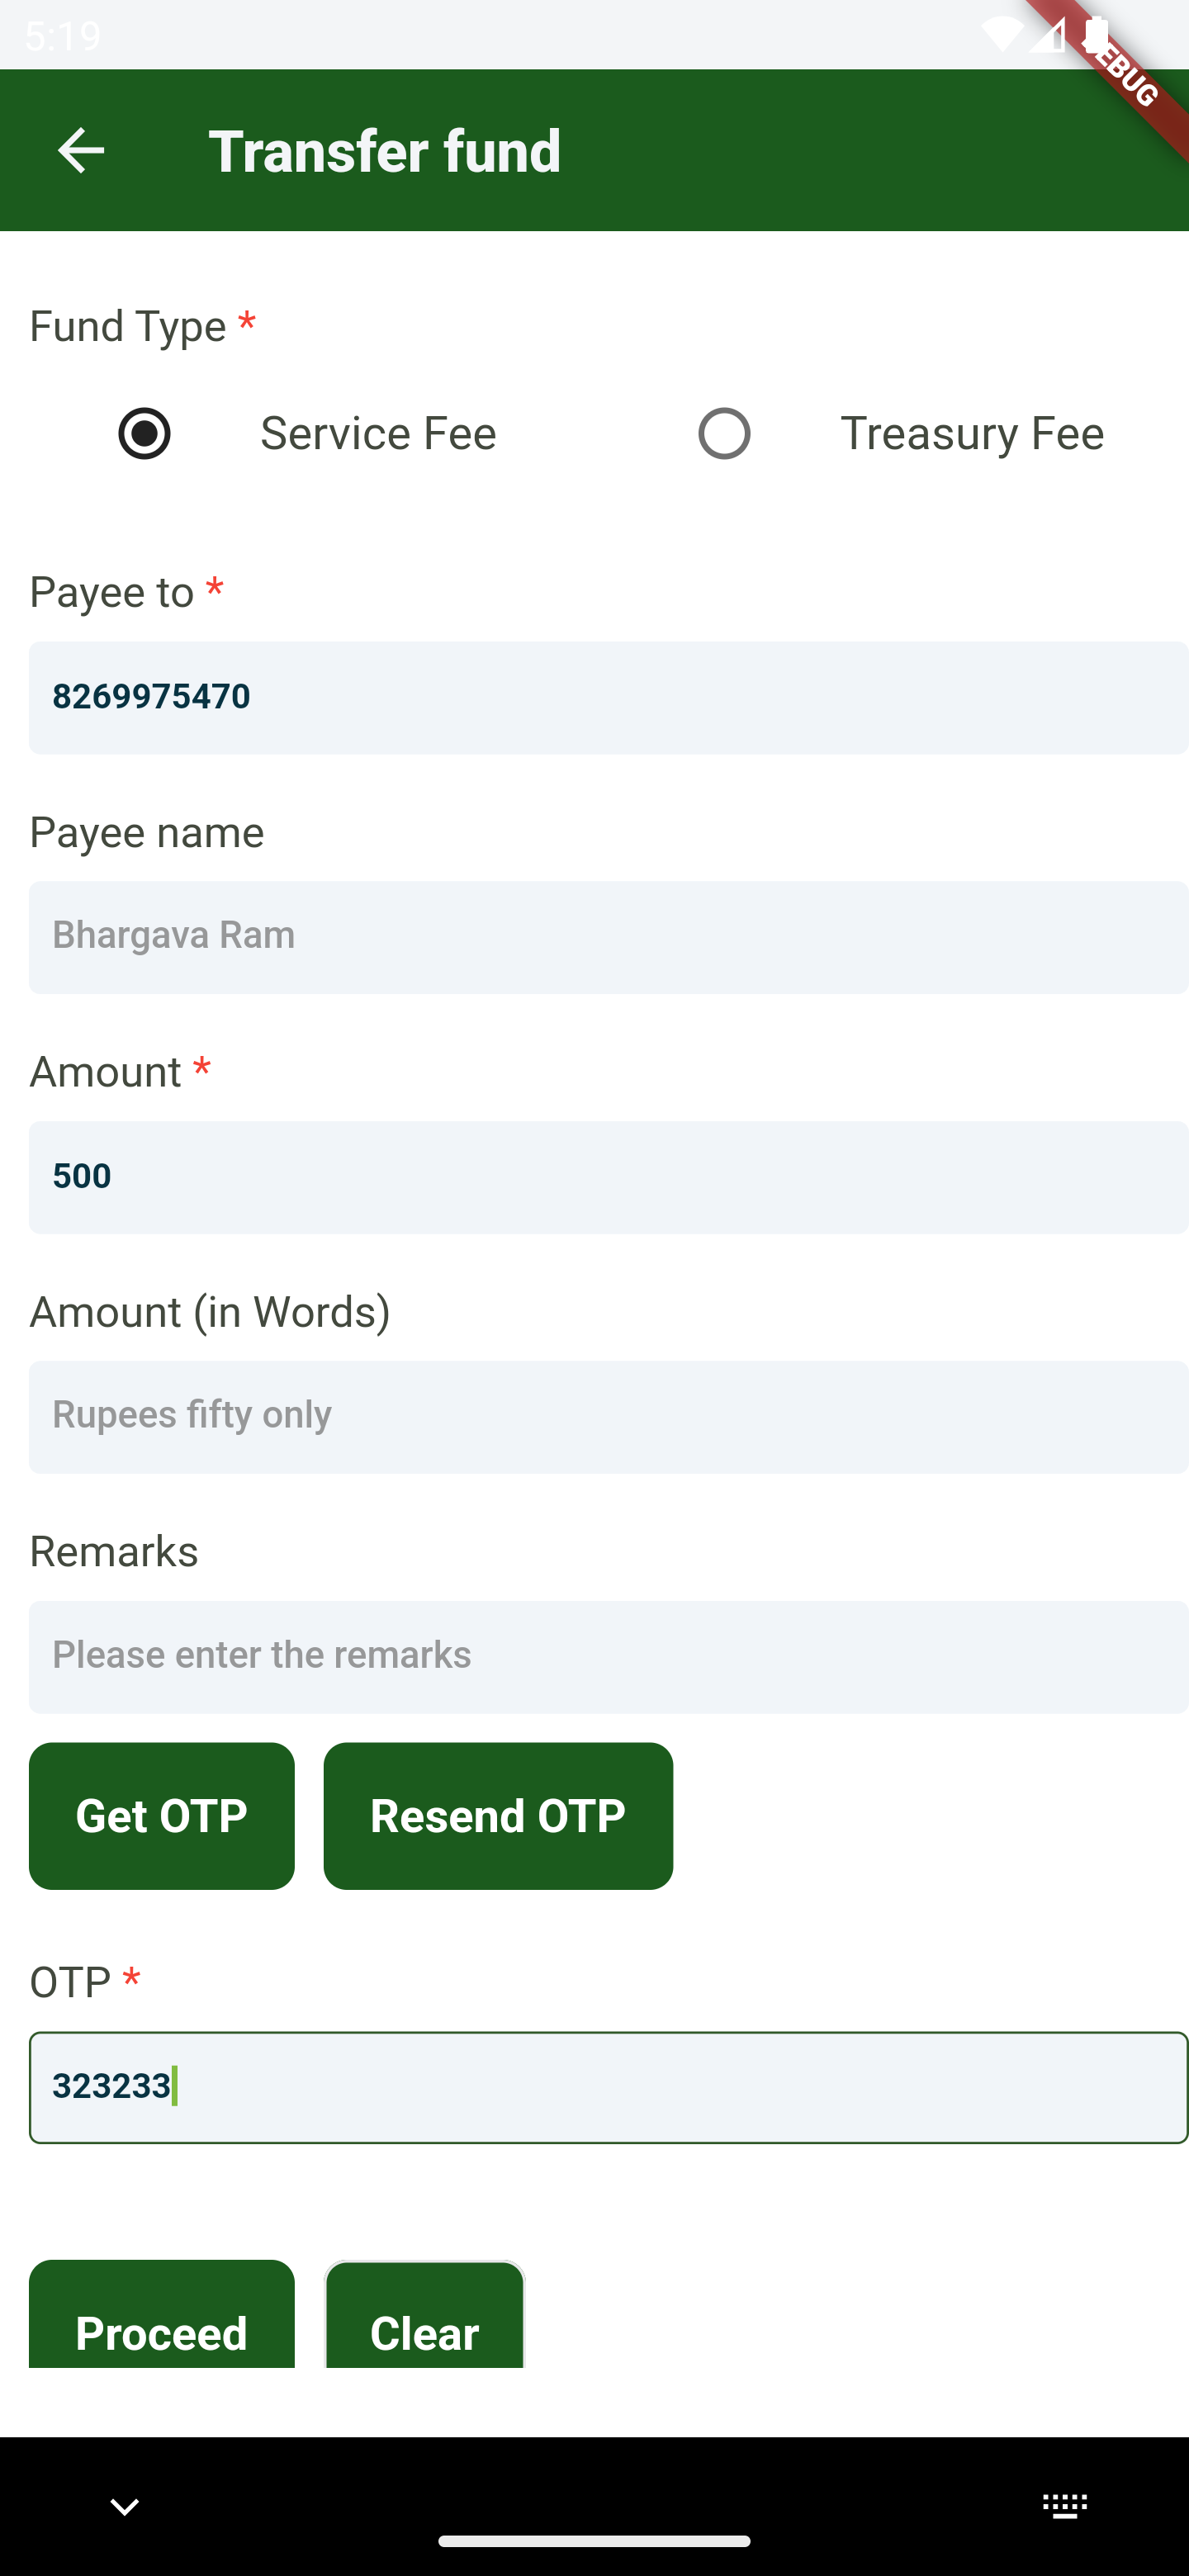 5:19
EBUG
Transfer fund
Fund Type *
Service Fee
Treasury Fee
Payee to *
8269975470
Payee name
Bhargava Ram
Amount *
500
Amount (in Words)
Rupees fifty only
Remarks
Please enter the remarks
Get OTP
Resend OTP
OTP *
323233
Proceed
Clear